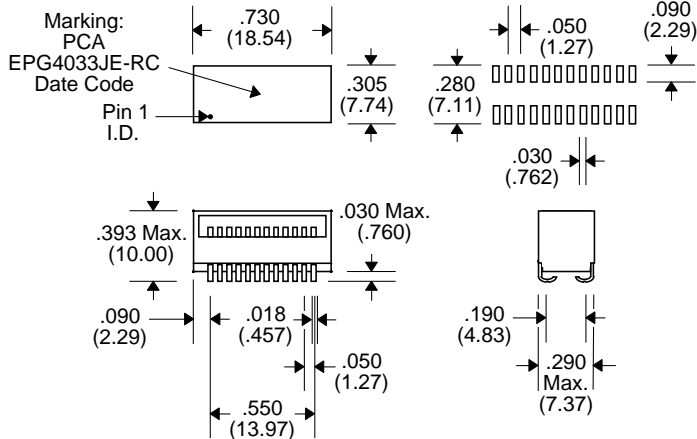 Marking:
PCA
EPG4033JE-RC
Date Code
Pin 1
I.D.
.730
(18.54)
.305
(7.74)
.050
(1.27)
.090
(2.29)
.280
(7.11)
.030
(.762)
.393 Max.
(10.00)
.030 Max.
(.760)
.090
(2.29)
.018
(.457)
.050
(1.27)
.550
(13.97)
.190
(4.83)
.290
Max.
(7.37)